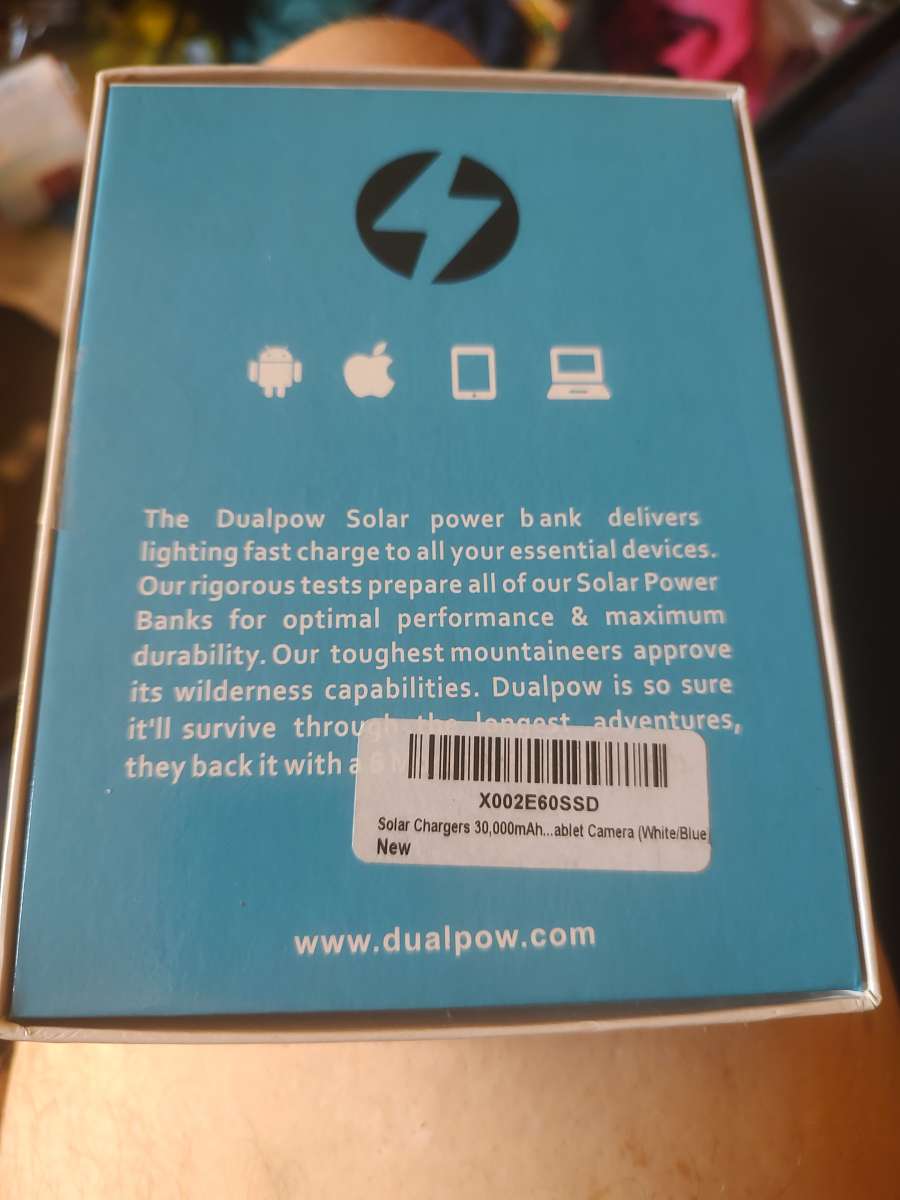 The Dualpow Solar power bank delivers
lighting fast charge to all your essential devices.
Our rigorous tests prepare all of our Solar Power
Banks for optimal performance & maximum
durability. Our toughest mountaineers approve
its wilderness capabilities. Dualpow is so sure
it'll survive through the longest adventures,
they back it with a 6 M
X002E60SSD
Solar Chargers 30,000mAh...ablet Camera (White/Blue
New
www.dualpow.com